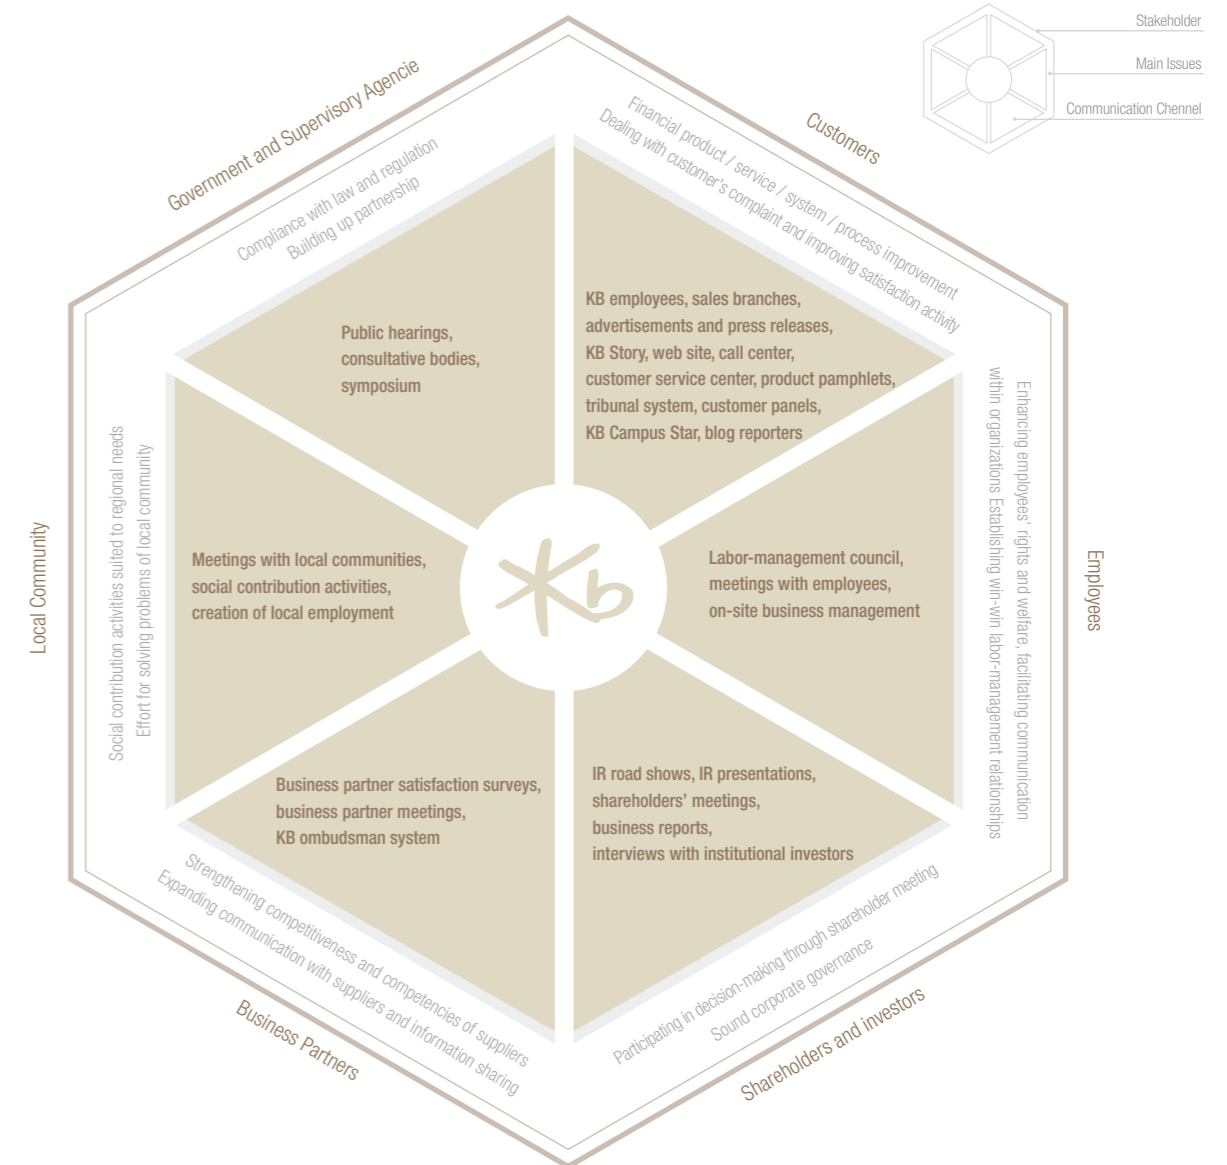 Stakeholder
Main Issues
Communication Channel
Government and Supervisory Agencie
Compliance with law and regulation
Building up partnership
Public hearings,
consultative bodies,
symposium
Customers
Financial product / service / system / process improvement
Dealing with customer's complaint and improving satisfaction activity
KB employees, sales branches,
advertisements and press releases,
KB Story, web site, call center,
customer service center, product pamphlets,
tribunal system, customer panels,
KB Campus Star, blog reporters
Employees
Enhancing employees' rights and welfare, facilitating communication
within organizations Establishing win-win labor-management relationships
Labor-management council,
meetings with employees,
on-site business management
Shareholders and investors
Participating in decision-making through shareholder meeting
Sound corporate governance
IR road shows, IR presentations,
shareholders' meetings,
business reports,
interviews with institutional investors
Business Partners
Strengthening competitiveness and competencies of suppliers
Expanding communication with suppliers and information sharing
Business partner satisfaction surveys,
business partner meetings,
KB ombudsman system
Local Community
Social contribution activities suited to regional needs
Effort for solving problems of local community
Meetings with local communities,
social contribution activities,
creation of local employment
Kb